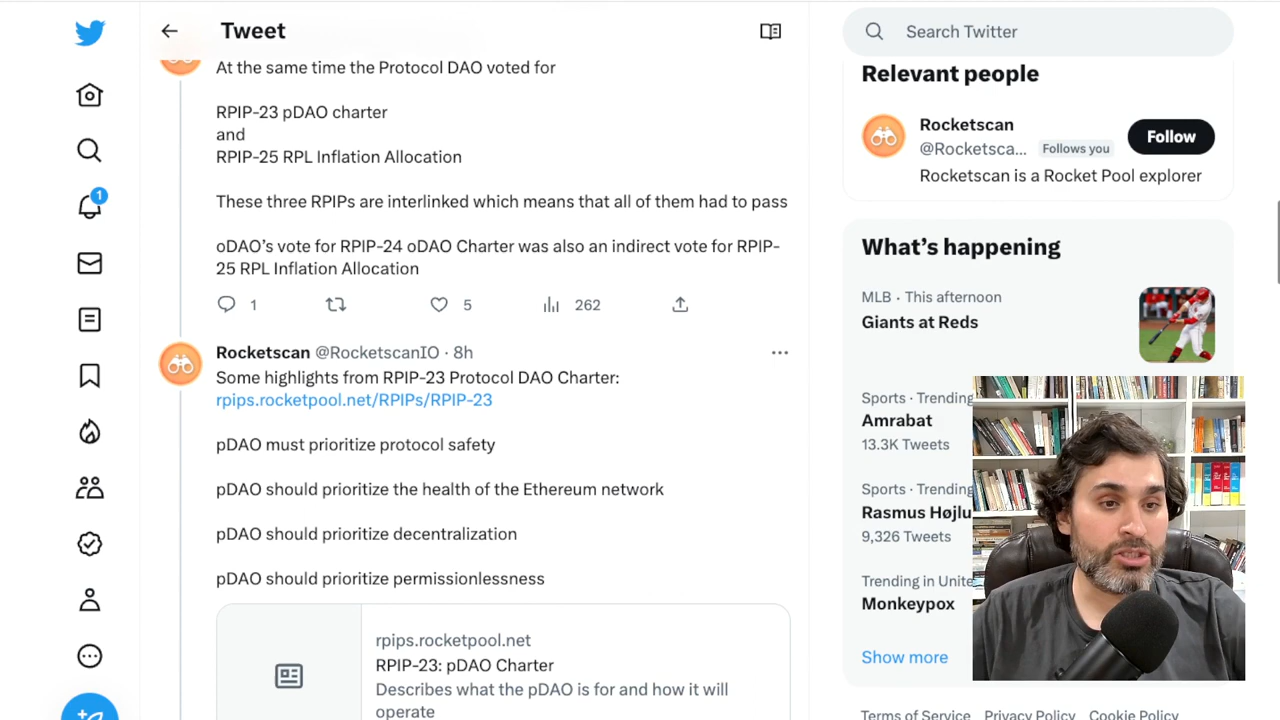 Tweet
At the same time the Protocol DAO voted for
RPIP-23 pDAO charter
and
RPIP-25 RPL Inflation Allocation
These three RPIPs are interlinked which means that all of them had to pass
oDAO’s vote for RPIP-24 oDAO Charter was also an indirect vote for RPIP-
25 RPL Inflation Allocation
1
5
262
Rocketscan @RocketscanIO · 8h
Some highlights from RPIP-23 Protocol DAO Charter:
rpips.rocketpool.net/RPIPs/RPIP-23
pDAO must prioritize protocol safety
pDAO should prioritize the health of the Ethereum network
pDAO should prioritize decentralization
pDAO should prioritize permissionlessness
rpips.rocketpool.net
RPIP-23: pDAO Charter
Describes what the pDAO is for and how it will
operate
1
Search Twitter
Relevant people
Rocketscan
@Rocketsca... Follows you
Follow
Rocketscan is a Rocket Pool explorer
What’s happening
MLB · This afternoon
Giants at Reds
Sports · Trending
Amrabat
13.3K Tweets
Sports · Trending
Rasmus Højlu
9,326 Tweets
Trending in Unite
Monkeypox
Show more
Terms of Service Privacy Policy Cookie Policy